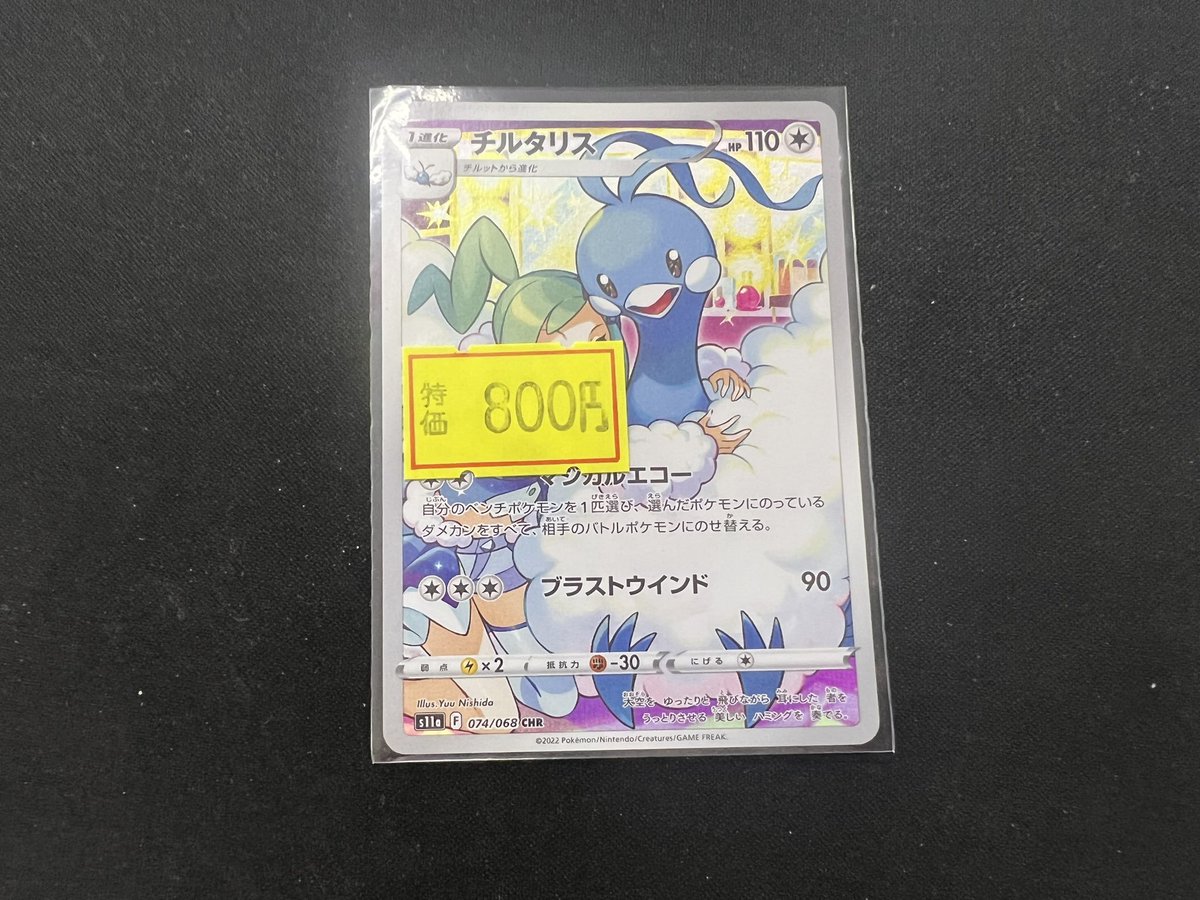 1進化 チルタリス HP 110
チルットから進化
特価 800円
マジカルエコー
自分のベンチポケモンを1匹選び、選んだポケモンにのっている
ダメカンをすべて、相手のバトルポケモンにのせ替える。
ブラストウインド 90
弱点 ×2 抵抗力 -30 にげる
Illus. Yuu Nishida
大空を ゆったりと 飛びながら 耳にした 者を
うっとりさせる 美しい ハミングを 奏でる。
s11a F 074/068 CHR
©2022 Pokémon/Nintendo/Creatures/GAME FREAK.